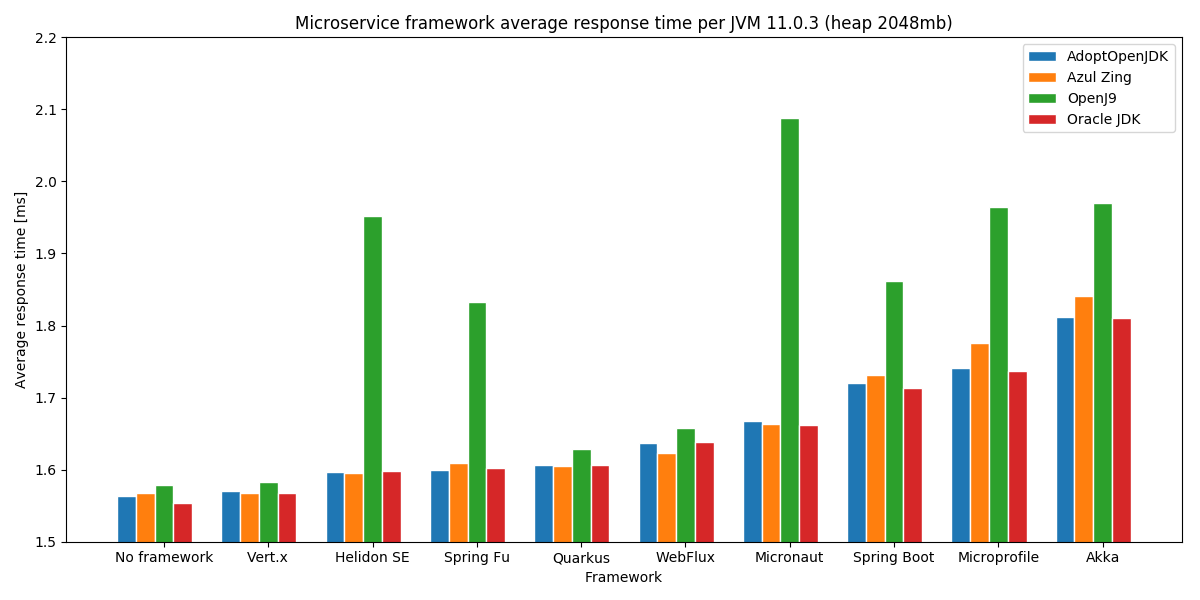 Microservice framework average response time per JVM 11.0.3 (heap 2048mb)
AdoptOpenJDK
Azul Zing
OpenJ9
Oracle JDK
Average response time [ms]
2.2
2.1
2.0
1.9
1.8
1.7
1.6
1.5
No framework Vert.x Helidon SE Spring Fu Quarkus WebFlux Micronaut Spring Boot Microprofile Akka
Framework